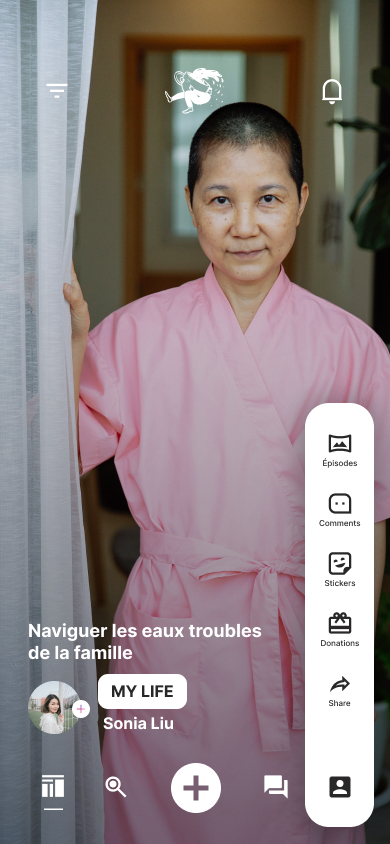 Épisodes
Comments
Stickers
Donations
Share
Naviguer les eaux troubles
de la famille
MY LIFE
Sonia Liu